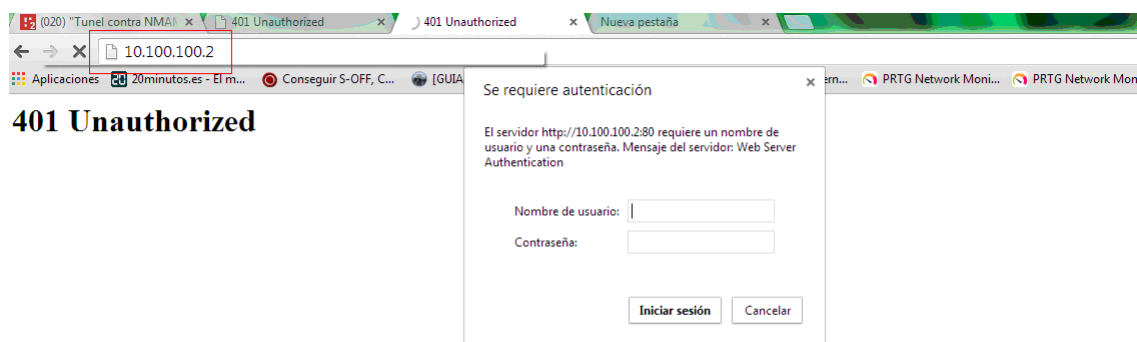 (020) "Tunel contra NMAN
401 Unauthorized
401 Unauthorized
Nueva pestaña
10.100.100.2
Aplicaciones
20minutos.es - El m...
Conseguir S-OFF, C...
[GUIA
ern...
PRTG Network Moni...
PRTG Network Mon
401 Unauthorized
Se requiere autenticación
El servidor http://10.100.100.2:80 requiere un nombre de
usuario y una contraseña. Mensaje del servidor: Web Server
Authentication
Nombre de usuario:
Contraseña:
Iniciar sesión
Cancelar